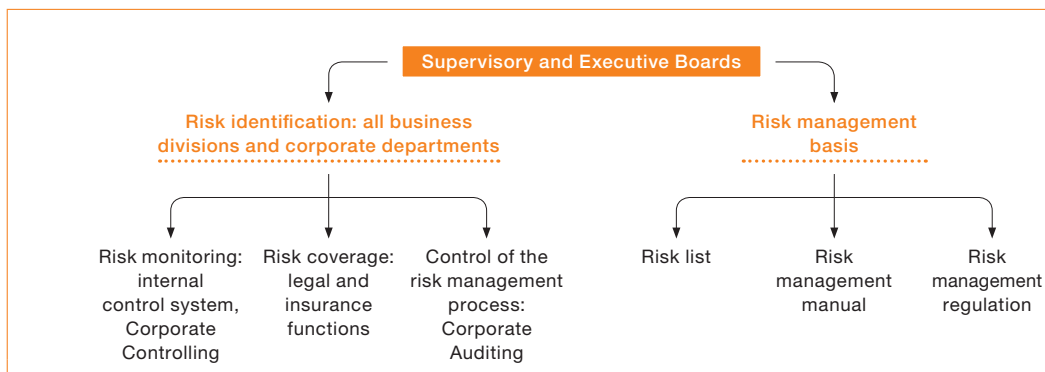 Supervisory and Executive Boards
Risk identification: all business
divisions and corporate departments
Risk management
basis
Risk monitoring:
internal
control system,
Corporate
Controlling
Risk coverage:
legal and
insurance
functions
Control of the
risk management
process:
Corporate
Auditing
Risk list
Risk
management
manual
Risk
management
regulation